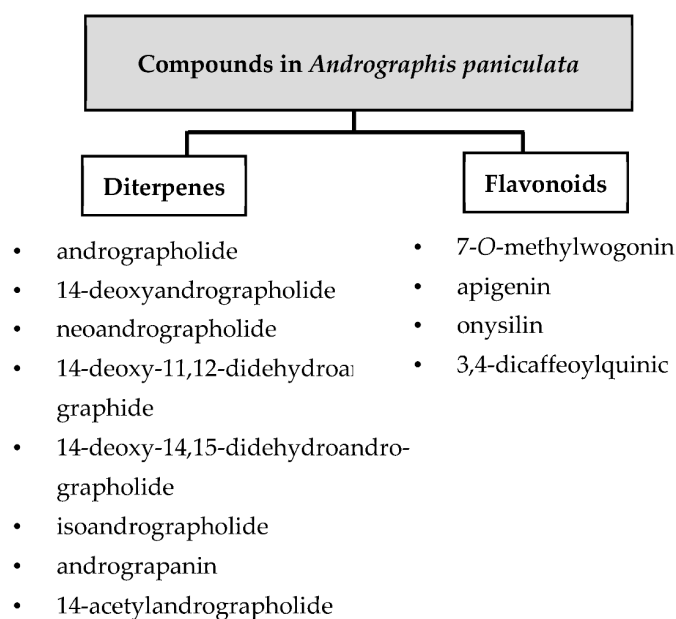 Compounds in Andrographis paniculata
Diterpenes
• andrographolide
• 14-deoxyandrographolide
• neoandrographolide
• 14-deoxy-11,12-didehydroa
graphide
• 14-deoxy-14,15-didehydroandro-
grapholide
• isoandrographolide
• andrograpanin
• 14-acetylandrographolide
Flavonoids
• 7-O-methylwogonin
• apigenin
• onysilin
• 3,4-dicaffeoylquinic